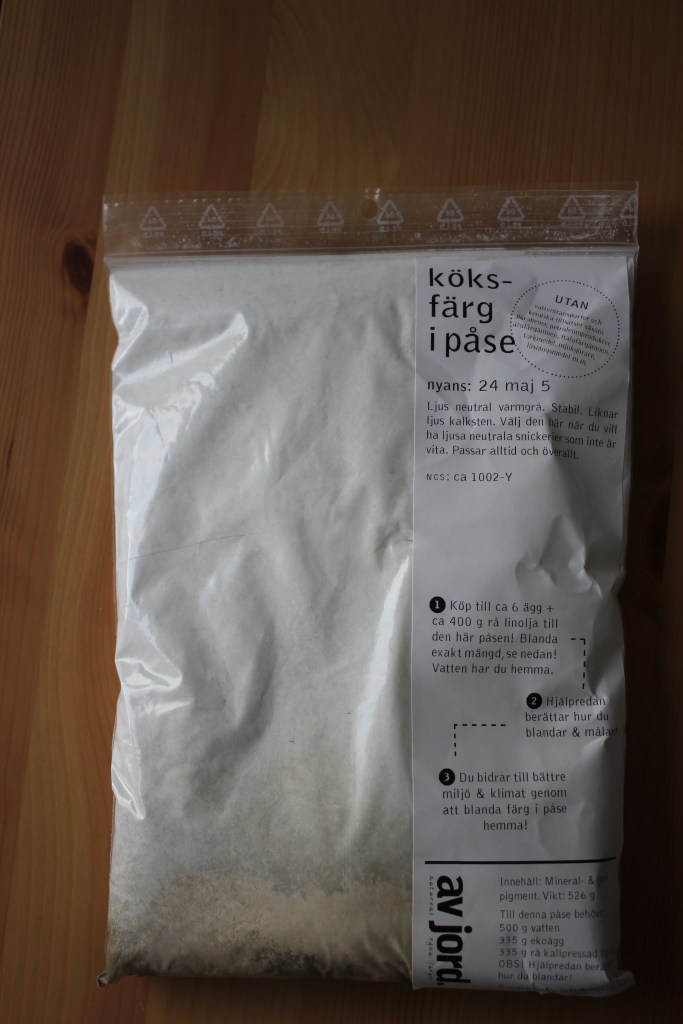 köks-
färg
i påse
UTAN
vattentransporter och
kemiska tillsatser såsom
nyans: 24 maj 5
Ljus neutral varmgrå. Stabil. Liknar
ljus kalksten. Välj den här när du vill
ha ljusa neutrala snickerier som inte är
vita. Passar alltid och överallt.
NCS: ca 1002-Y
1 Köp till ca 6 ägg +
ca 400 g rå linolja till
den här påsen! Blanda
exakt mängd, se nedan!
Vatten har du hemma.
2 Hjälpredan
berättar hur du
blandar & målar!
3 Du bidrar till bättre
miljö & klimat genom
att blanda färg i påse
hemma!
av jord.
Innehåll: Mineral- &
pigment. Vikt: 526 g
Till denna påse behövs
500 g vatten
335 g ekoägg
335 g rå kallpressad
OBS! Hjälpredan
hur du blandar!